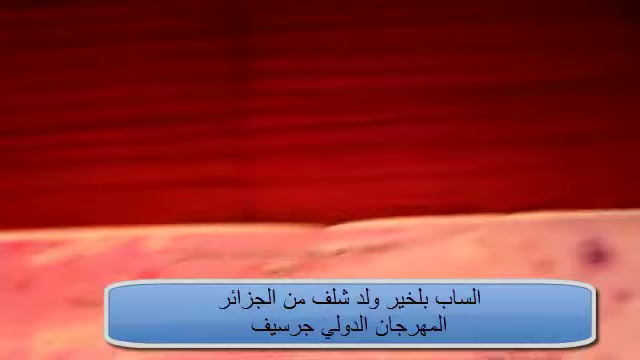 الساب بلخير ولد شلف من الجزائر
المهرجان الدولي جرسيف